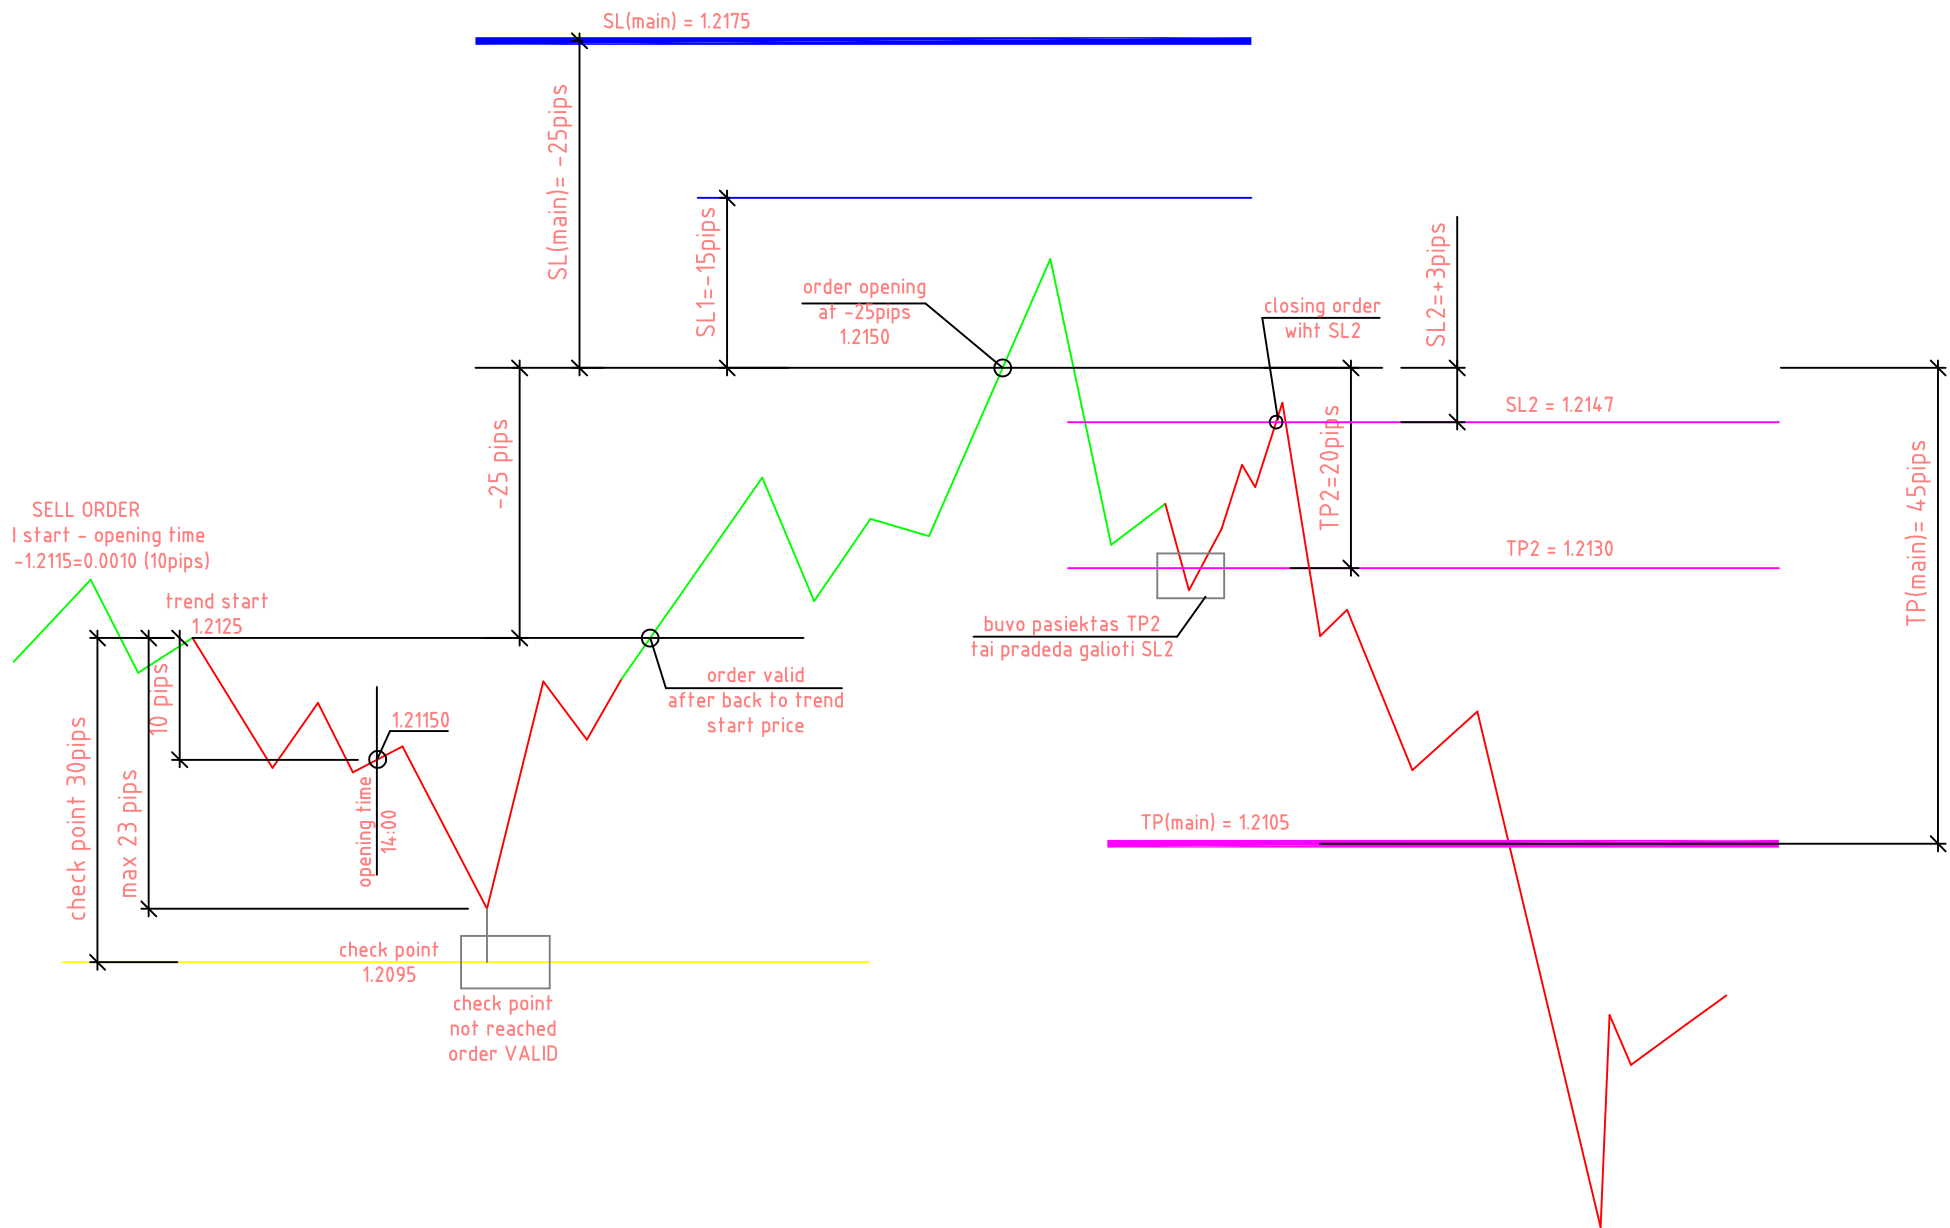 SL(main) = 1.2175
SL(main)= -25pips
SL1=-15pips
order opening
at -25pips
1.2150
closing order
wiht SL2
SL2=+3pips
SL2 = 1.2147
-25 pips
TP2=20pips
TP(main)= 45pips
SELL ORDER
I start - opening time
-1.2115=0.0010 (10pips)
trend start
1.2125
TP2 = 1.2130
buvo pasiektas TP2
tai pradeda galioti SL2
order valid
after back to trend
start price
10 pips
1.21150
check point 30pips
max 23 pips
opening time
14:00
TP(main) = 1.2105
check point
1.2095
check point
not reached
order VALID